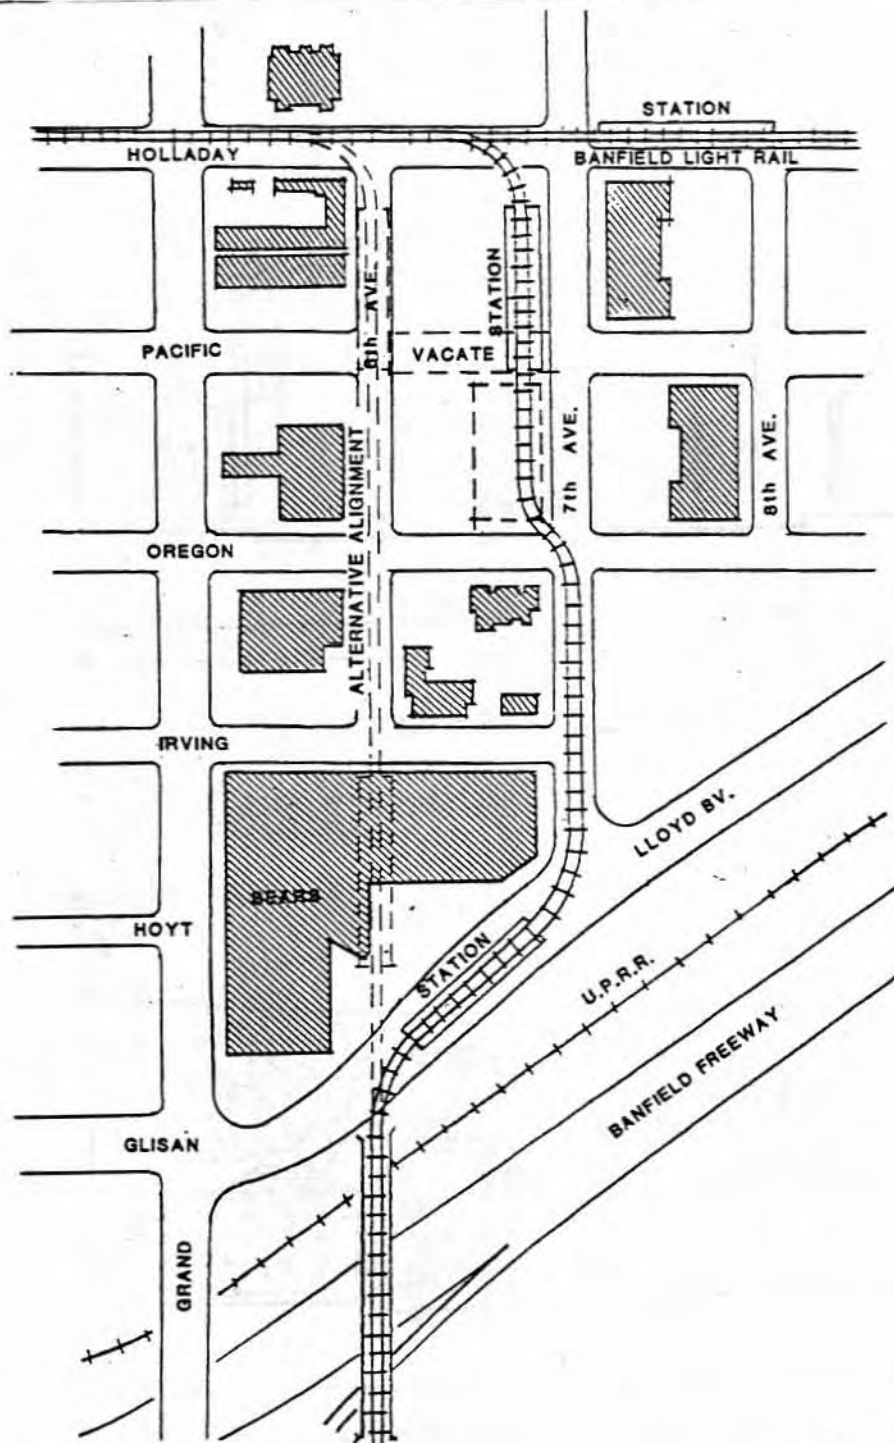 STATION
HOLLADAY
BANFIELD LIGHT RAIL
STATION
6th AVE.
PACIFIC
VACATE
7th AVE.
8th AVE.
ALTERNATIVE ALIGNMENT
OREGON
IRVING
LLOYD BV.
SEARS
HOYT
STATION
U.P.R.R.
BANFIELD FREEWAY
GLISAN
GRAND